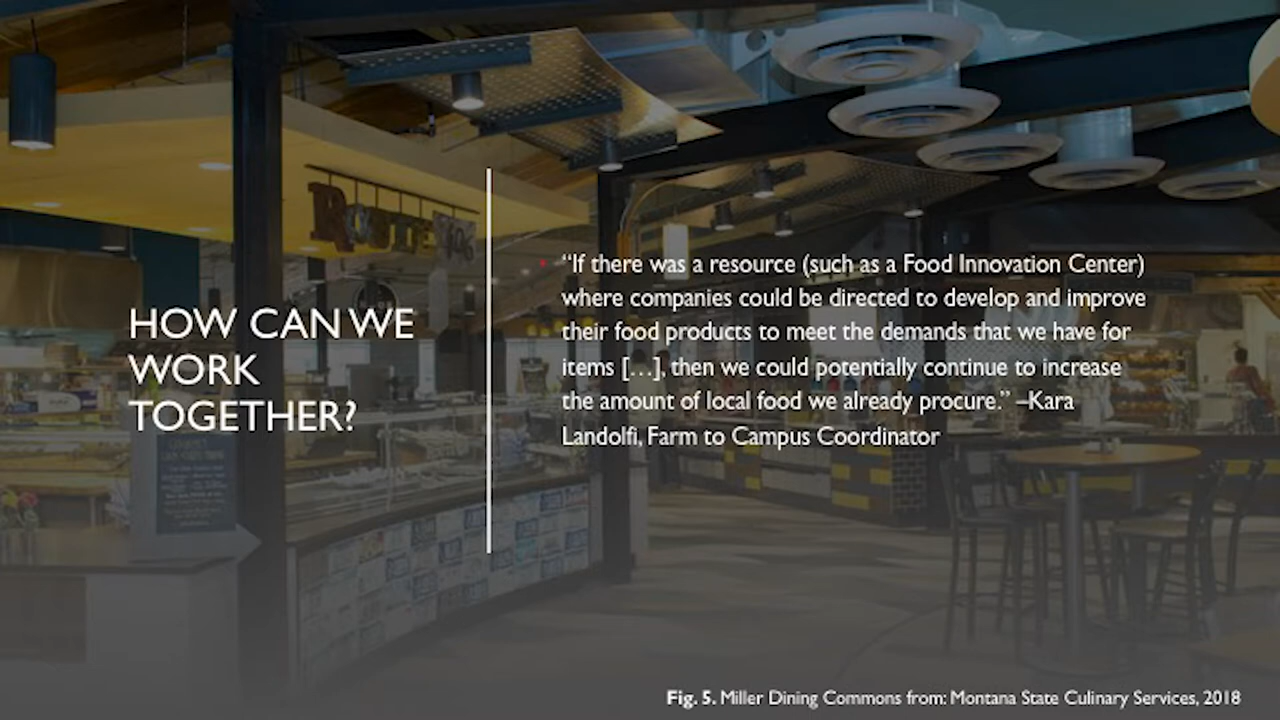 HOW CAN WE
WORK
TOGETHER?
“If there was a resource (such as a Food Innovation Center)
where companies could be directed to develop and improve
their food products to meet the demands that we have for
items […], then we could potentially continue to increase
the amount of local food we already procure.” –Kara
Landolfi, Farm to Campus Coordinator
ROUTE 406
Fig. 5. Miller Dining Commons from: Montana State Culinary Services, 2018